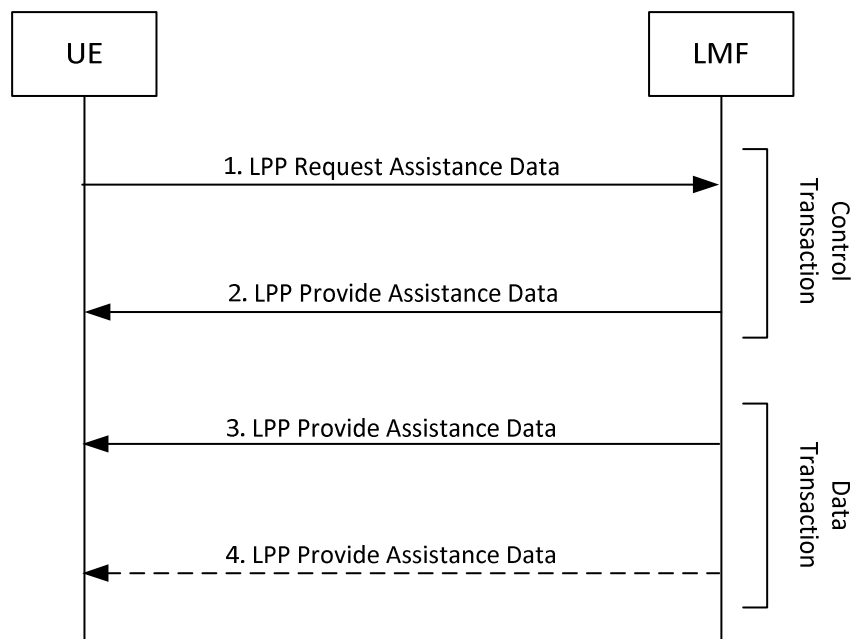 UE
LMF
1. LPP Request Assistance Data
2. LPP Provide Assistance Data
Control
Transaction
3. LPP Provide Assistance Data
4. LPP Provide Assistance Data
Data
Transaction